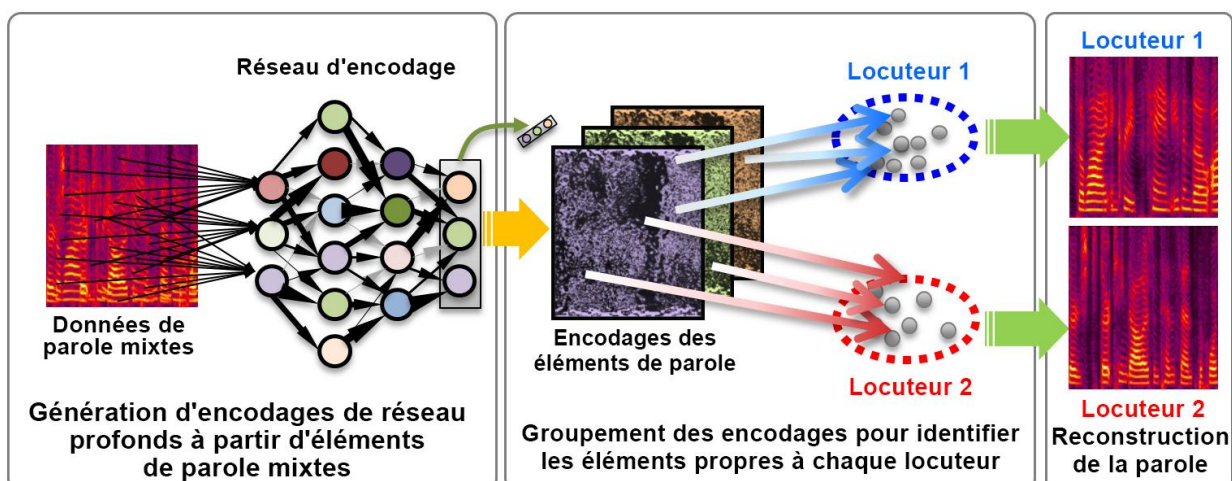 Réseau d'encodage
Données de
parole mixtes
Génération d'encodages de réseau
profonds à partir d'éléments
de parole mixtes
Locuteur 1
Encodages des
éléments de parole
Locuteur 2
Groupement des encodages pour identifier
les éléments propres à chaque locuteur
Locuteur 1
Locuteur 2
Reconstruction
de la parole